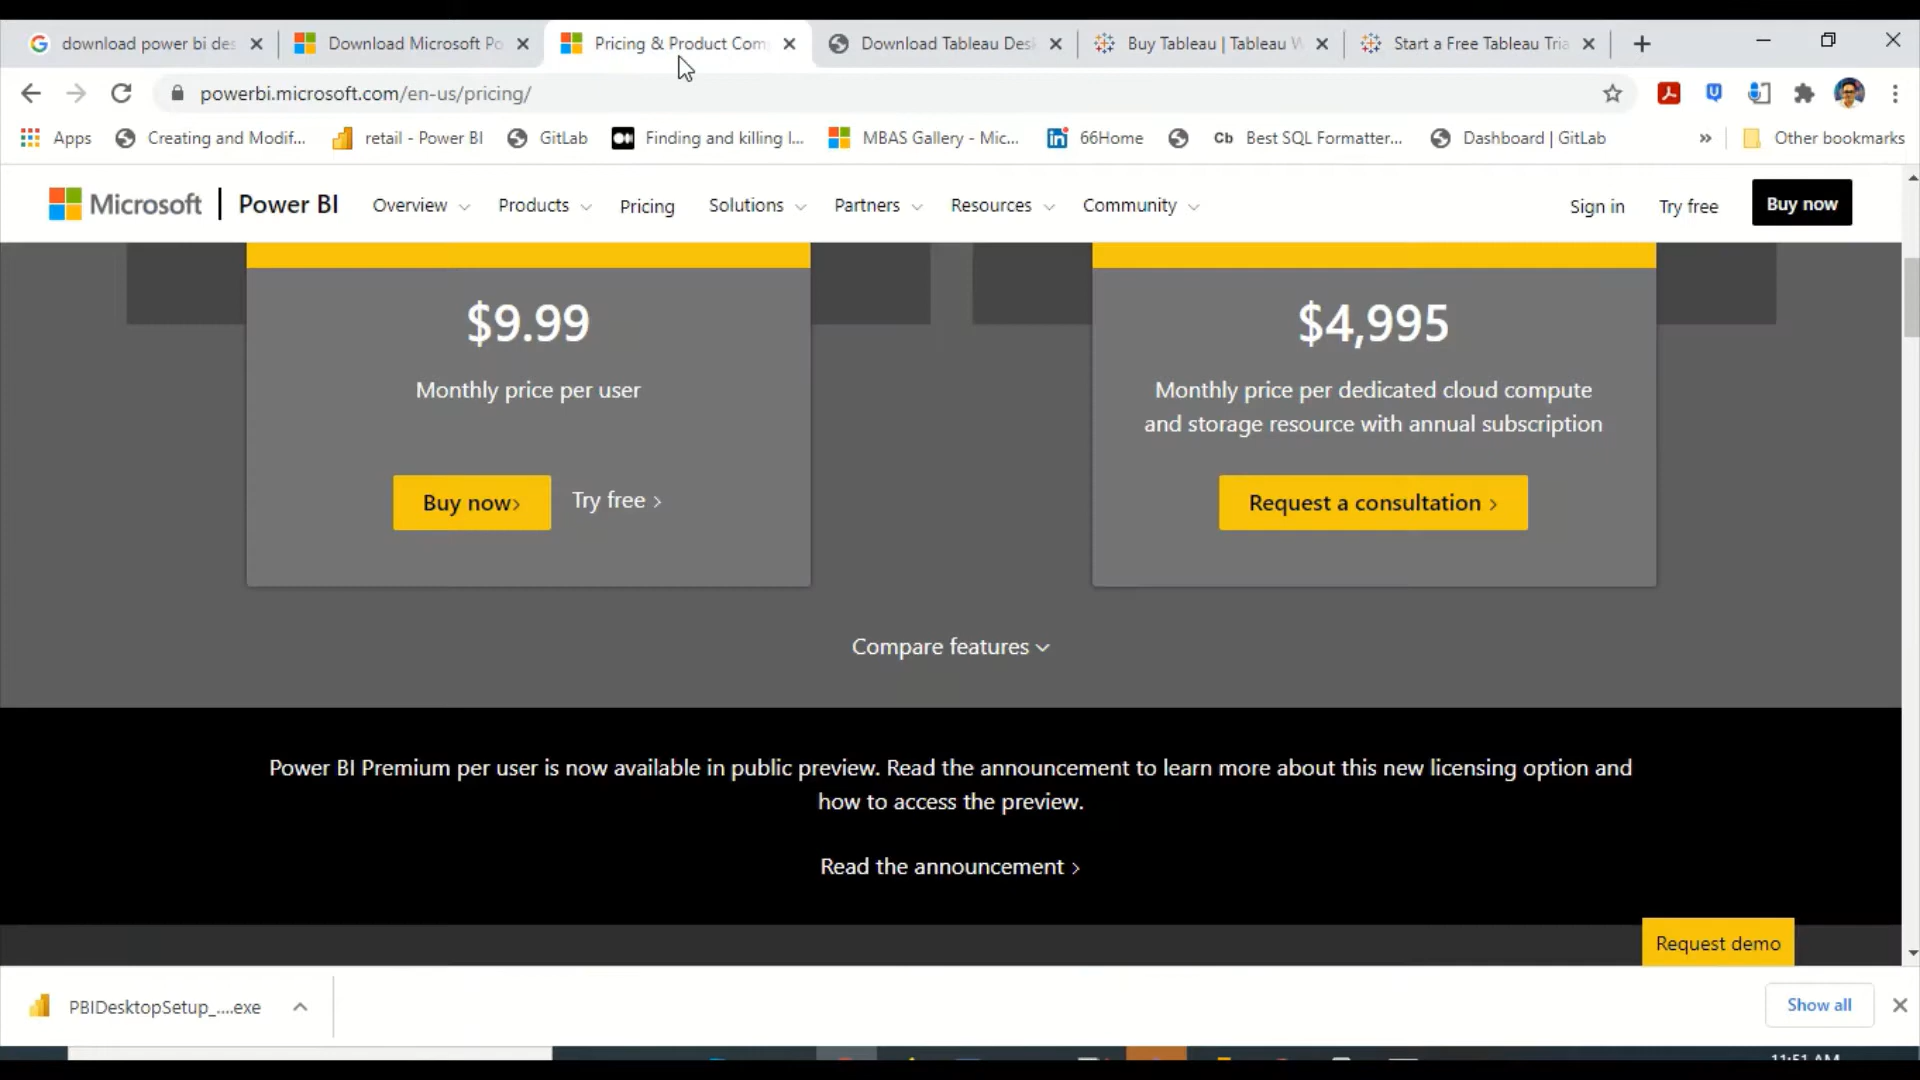 download power bi des
Download Microsoft Po
Pricing & Product Com
Download Tableau Desk
Buy Tableau | Tableau W
Start a Free Tableau Tria
powerbi.microsoft.com/en-us/pricing/
Apps
Creating and Modif...
retail - Power BI
GitLab
Finding and killing l...
MBAS Gallery - Mic...
66Home
Cb Best SQL Formatter...
Dashboard | GitLab
»
Other bookmarks
Microsoft
Power BI
Overview
Products
Pricing
Solutions
Partners
Resources
Community
Sign in
Try free
Buy now
$9.99
Monthly price per user
Buy now›
Try free ›
$4,995
Monthly price per dedicated cloud compute
and storage resource with annual subscription
Request a consultation ›
Compare features
Power BI Premium per user is now available in public preview. Read the announcement to learn more about this new licensing option and
how to access the preview.
Read the announcement ›
Request demo
PBIDesktopSetup_....exe
Show all
11:51 AM